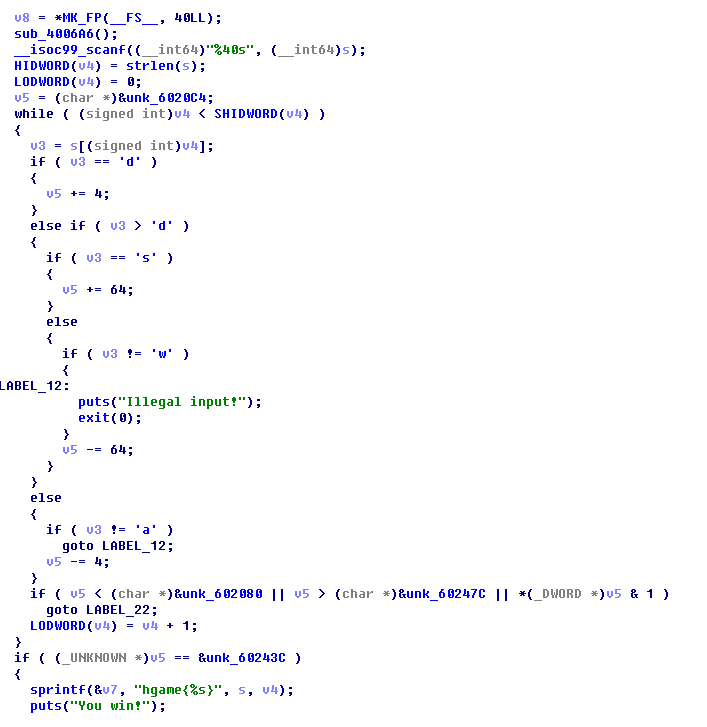 v8 = *MK_FP(__FS__, 40LL);
sub_4006A6();
__isoc99_scanf((__int64)"%40s", (__int64)s);
HIDWORD(v4) = strlen(s);
LODWORD(v4) = 0;
v5 = (char *)&unk_6020C4;
while ( (signed int)v4 < SHIDWORD(v4) )
{
v3 = s[(signed int)v4];
if ( v3 == 'd' )
{
v5 += 4;
}
else if ( v3 > 'd' )
{
if ( v3 == 's' )
{
v5 += 64;
}
else
{
if ( v3 != 'w' )
{
LABEL_12:
puts("Illegal input!");
exit(0);
}
v5 -= 64;
}
}
else
{
if ( v3 != 'a' )
goto LABEL_12;
v5 -= 4;
}
if ( v5 < (char *)&unk_602080 || v5 > (char *)&unk_60247C || *(_DWORD *)v5 & 1 )
goto LABEL_22;
LODWORD(v4) = v4 + 1;
}
if ( (_UNKNOWN *)v5 == &unk_60243C )
{
sprintf(&v7, "hgame{%s}", s, v4);
puts("You win!");